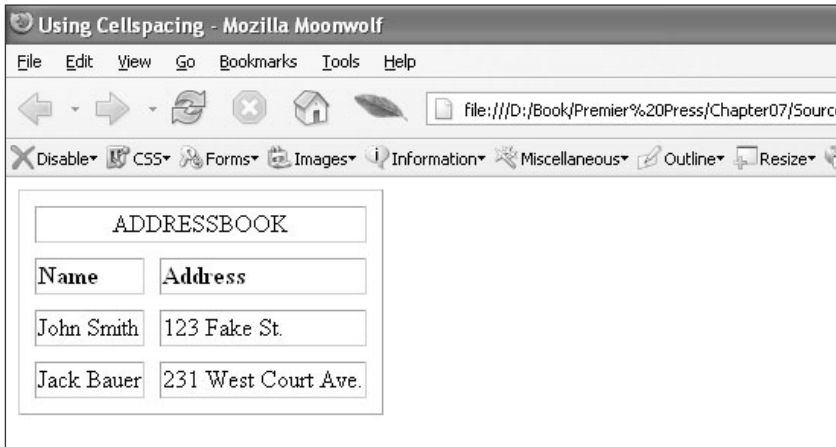 Using Cellspacing - Mozilla Moonwolf
File Edit View Go Bookmarks Tools Help
file:///D:/Book/Premier%20Press/Chapter07/Sourc
Disable CSS Forms Images Information Miscellaneous Outline Resize
ADDRESSBOOK
Name Address
John Smith 123 Fake St.
Jack Bauer 231 West Court Ave.